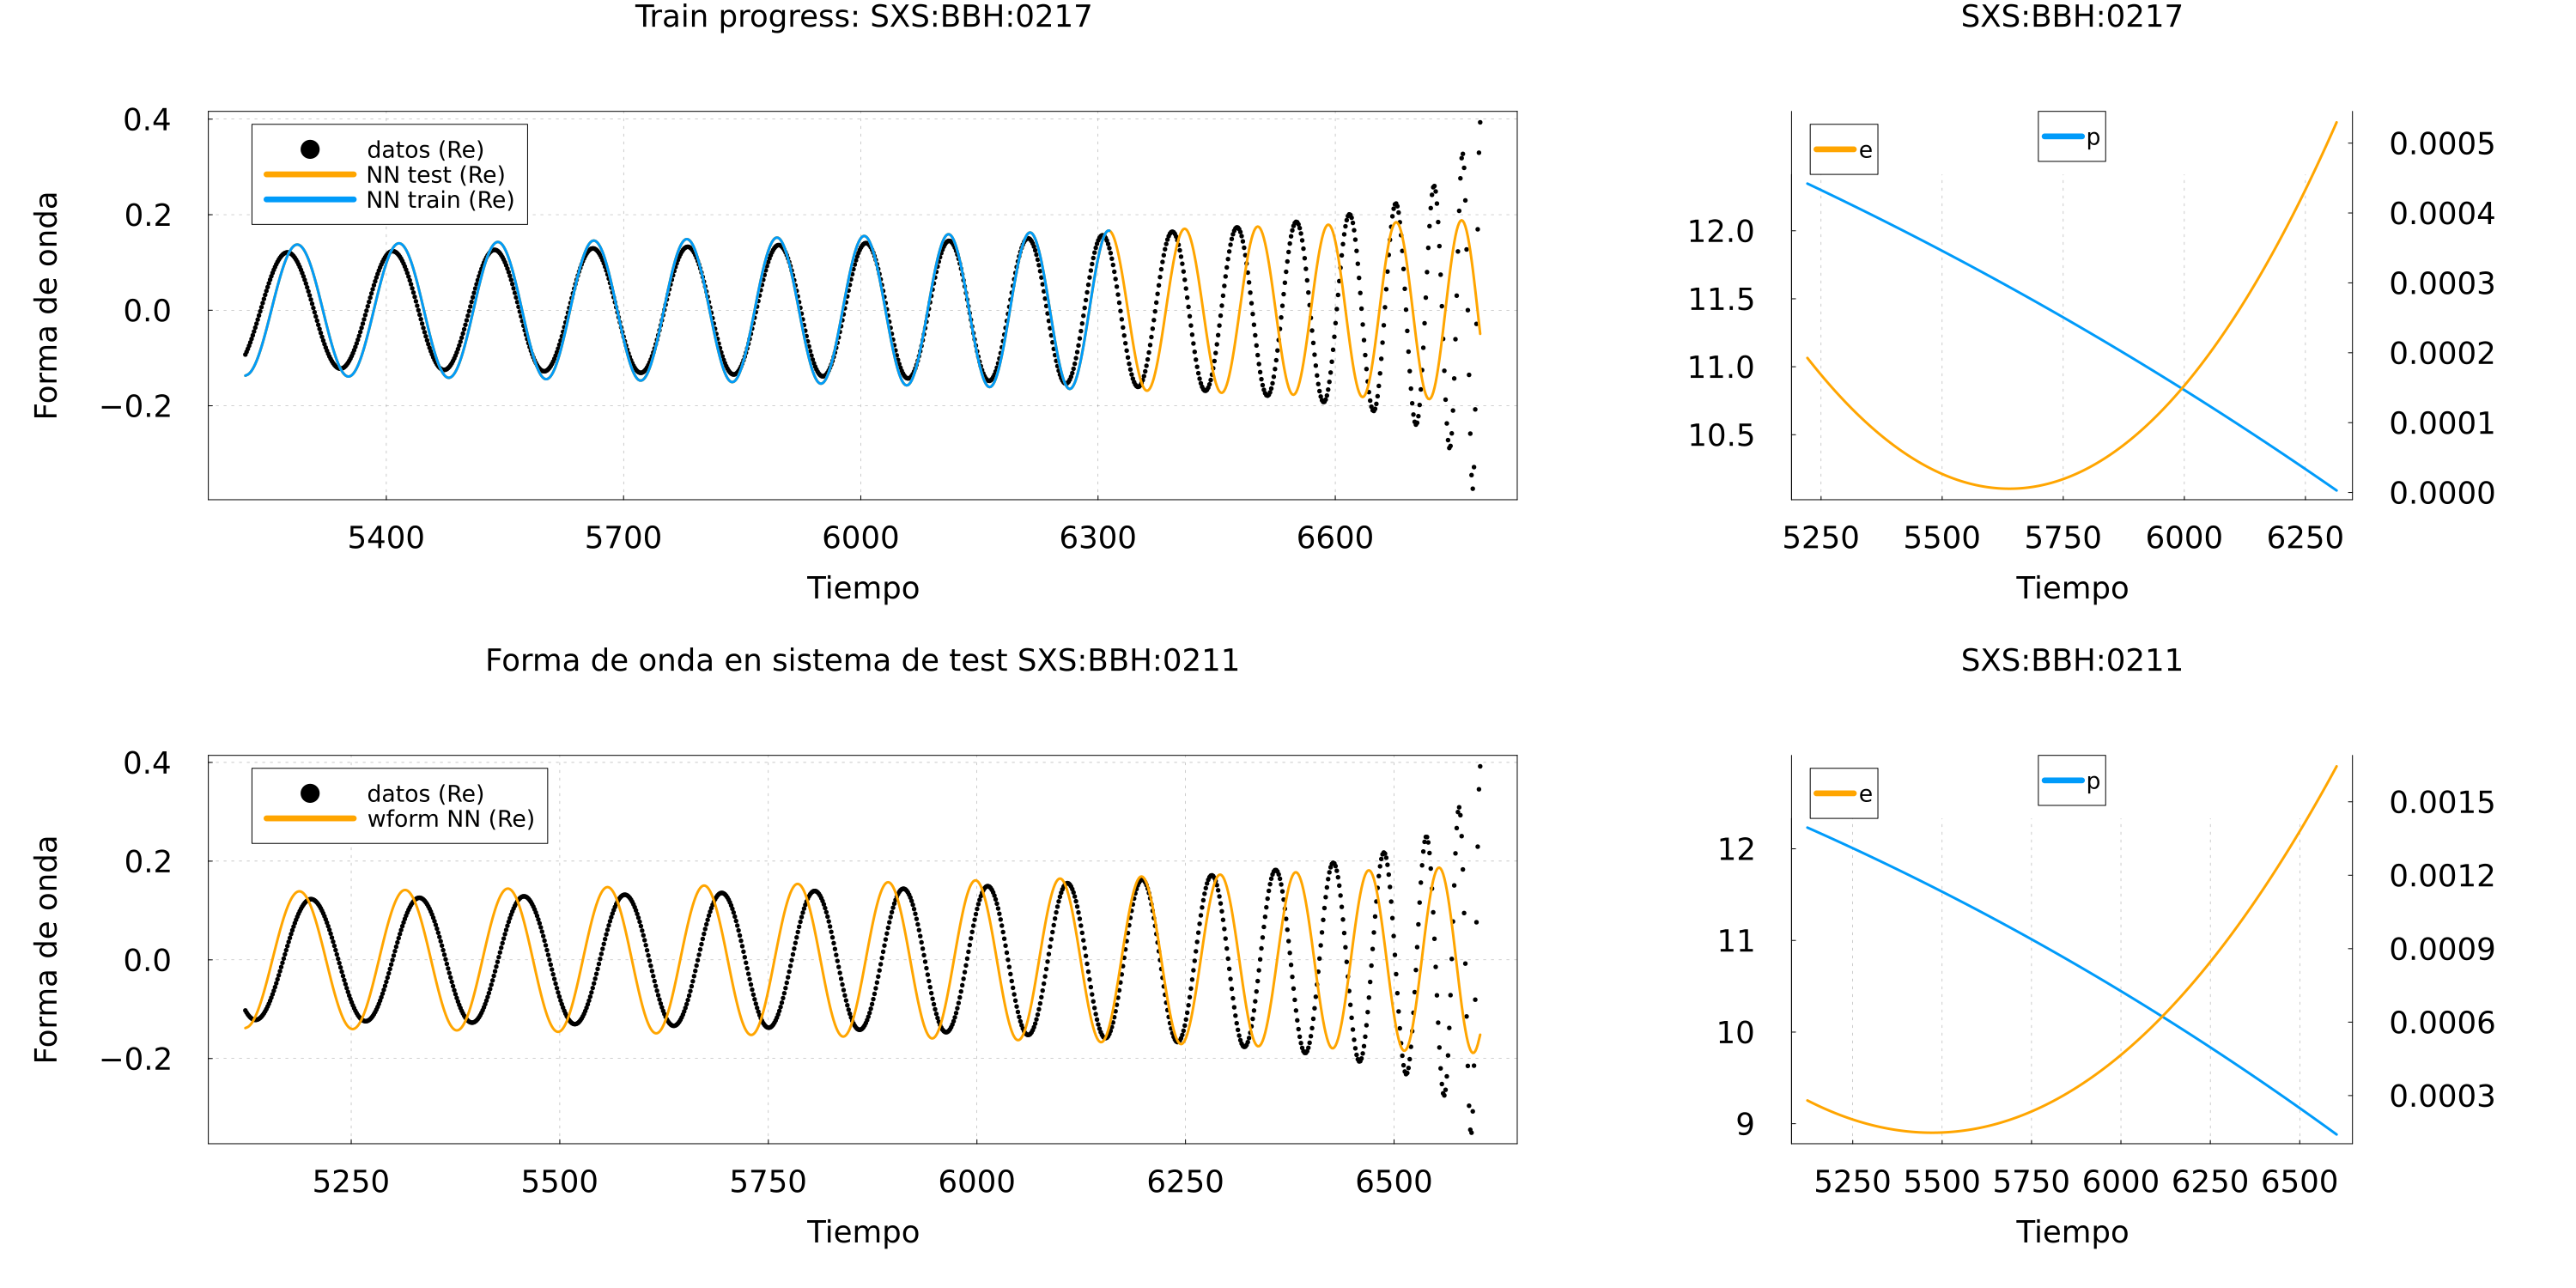 Train progress: SXS:BBH:0217
Forma de onda
0.4
0.2
0.0
−0.2
datos (Re)
NN test (Re)
NN train (Re)
5400 5700 6000 6300 6600
Tiempo
SXS:BBH:0217
e
p
12.0
11.5
11.0
10.5
0.0005
0.0004
0.0003
0.0002
0.0001
0.0000
5250 5500 5750 6000 6250
Tiempo
Forma de onda en sistema de test SXS:BBH:0211
Forma de onda
0.4
0.2
0.0
−0.2
datos (Re)
wform NN (Re)
5250 5500 5750 6000 6250 6500
Tiempo
SXS:BBH:0211
e
p
12
11
10
9
0.0015
0.0012
0.0009
0.0006
0.0003
5250 5500 5750 6000 6250 6500
Tiempo